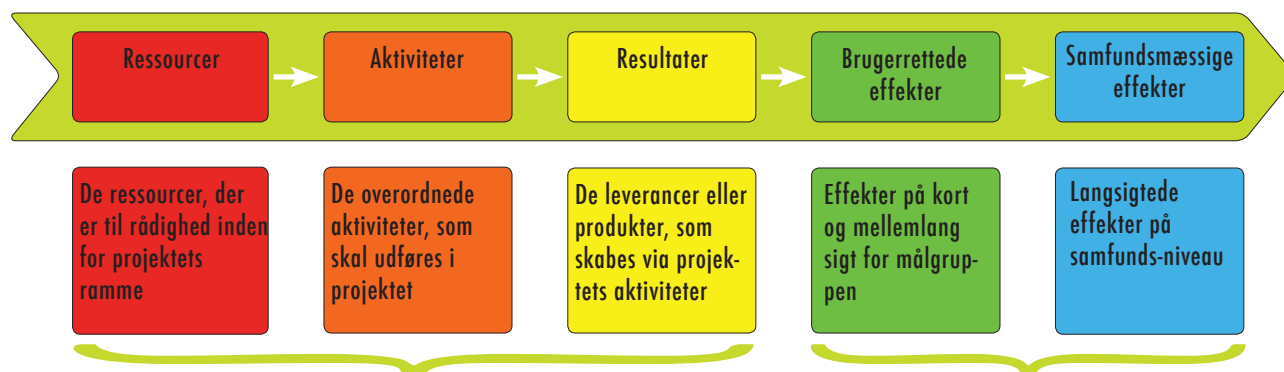 Ressourcer
Aktiviteter
Resultater
Brugerrettede
effekter
Samfundsmæssige
effekter
De ressourcer, der
er til rådighed inden
for projektets
ramme
De overordnede
aktiviteter, som
skal udføres i
projektet
De leverancer eller
produkter, som
skabes via projek-
tets aktiviteter
Effekter på kort
og mellemlang
sigt for målgrup-
pen
Langsigtede
effekter på
samfunds-niveau